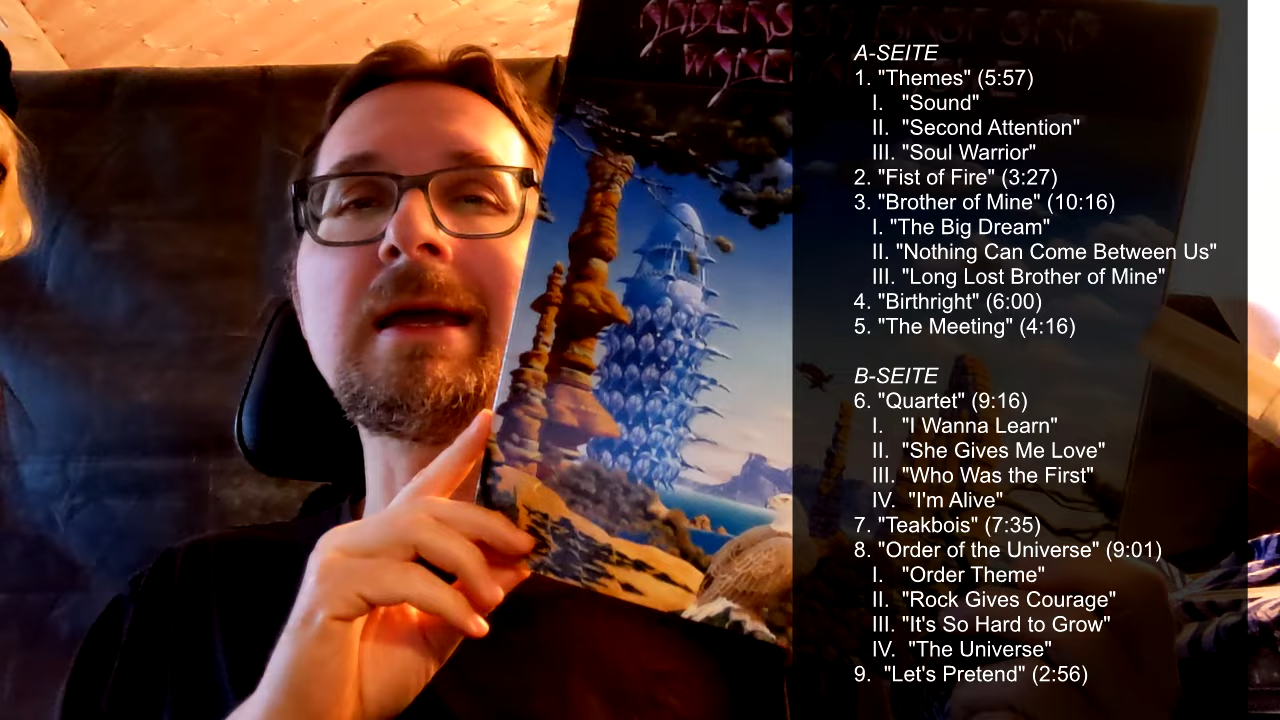 ANDERSON BRUFORD
WAKEMAN HOWE
A-SEITE
1. "Themes" (5:57)
I. "Sound"
II. "Second Attention"
III. "Soul Warrior"
2. "Fist of Fire" (3:27)
3. "Brother of Mine" (10:16)
I. "The Big Dream"
II. "Nothing Can Come Between Us"
III. "Long Lost Brother of Mine"
4. "Birthright" (6:00)
5. "The Meeting" (4:16)
B-SEITE
6. "Quartet" (9:16)
I. "I Wanna Learn"
II. "She Gives Me Love"
III. "Who Was the First"
IV. "I'm Alive"
7. "Teakbois" (7:35)
8. "Order of the Universe" (9:01)
I. "Order Theme"
II. "Rock Gives Courage"
III. "It's So Hard to Grow"
IV. "The Universe"
9. "Let's Pretend" (2:56)